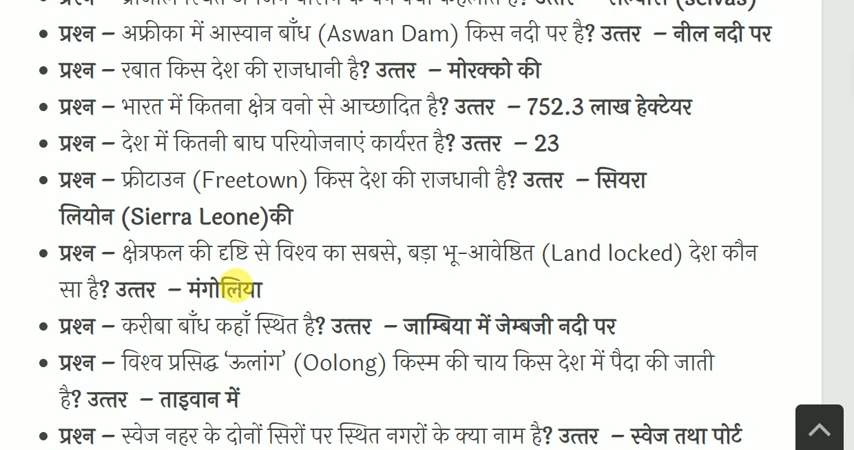 प्रश्न – अफ्रीका में आस्वान बाँध (Aswan Dam) किस नदी पर है? उत्तर – नील नदी पर
प्रश्न – रबात किस देश की राजधानी है? उत्तर – मोरक्को की
प्रश्न – भारत में कितना क्षेत्र वनो से आच्छादित है? उत्तर – 752.3 लाख हेक्टेयर
प्रश्न – देश में कितनी बाघ परियोजनाएं कार्यरत है? उत्तर – 23
प्रश्न – फ्रीटाउन (Freetown) किस देश की राजधानी है? उत्तर – सियरा
लियोन (Sierra Leone)की
प्रश्न – क्षेत्रफल की दृष्टि से विश्व का सबसे, बड़ा भू-आवेष्ठित (Land locked) देश कौन
सा है? उत्तर – मंगोलिया
प्रश्न – करीबा बाँध कहाँ स्थित है? उत्तर – जाम्बिया में जेम्बजी नदी पर
प्रश्न – विश्व प्रसिद्ध ‘ऊलांग’ (Oolong) किस्म की चाय किस देश में पैदा की जाती
है? उत्तर – ताइवान में
प्रश्न – स्वेज नहर के दोनों सिरों पर स्थित नगरों के क्या नाम है? उत्तर – स्वेज तथा पोर्ट